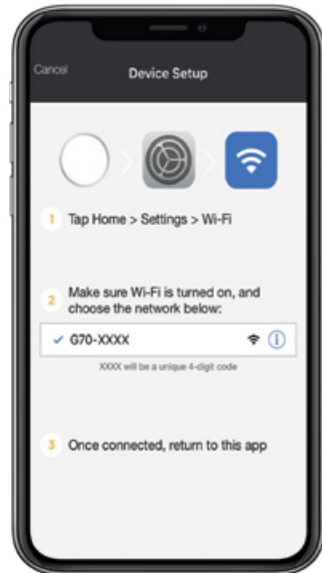 Cancel
Device Setup
1 Tap Home > Settings > Wi-Fi
2 Make sure Wi-Fi is turned on, and
choose the network below:
G70-XXXX
XXXX will be a unique 4-digit code
3 Once connected, return to this app